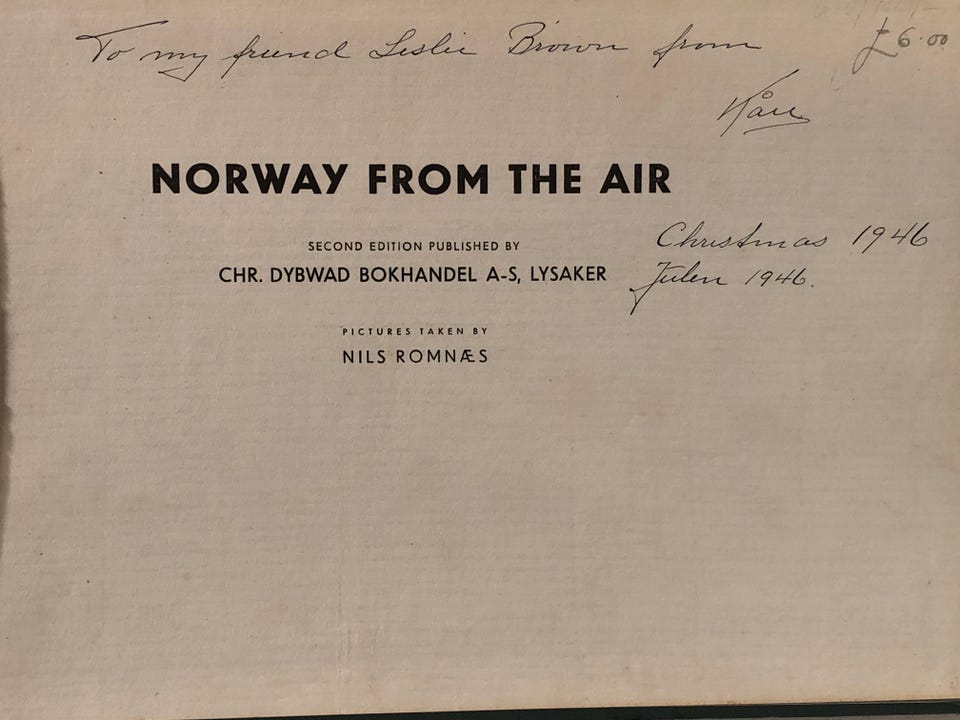 To my friend Leslie Brown from
£6.00
Kåre
NORWAY FROM THE AIR
SECOND EDITION PUBLISHED BY
CHR. DYBWAD BOKHANDEL A-S, LYSAKER
Christmas 1946
Julen 1946.
PICTURES TAKEN BY
NILS ROMNÆS